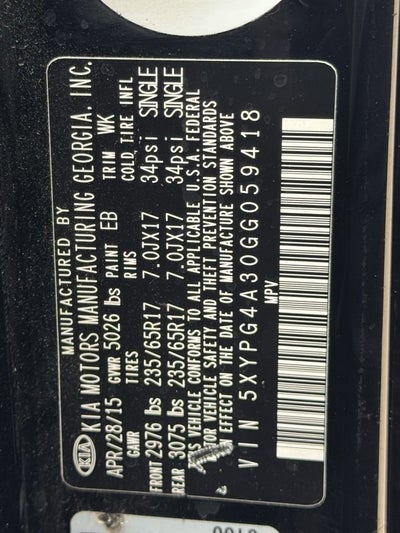 MANUFACTURED BY
KIA KIA MOTORS MANUFACTURING GEORGIA, INC.
APR/28/15 GVWR 5026 lbs PAINT EB TRIM WK
GAWR TIRES RIMS COLD TIRE INFL
FRONT 2976 lbs 235/65R17 7.0JX17 34psi SINGLE
REAR 3075 lbs 235/65R17 7.0JX17 34psi SINGLE
THIS VEHICLE CONFORMS TO ALL APPLICABLE U.S.A. FEDERAL
MOTOR VEHICLE SAFETY AND THEFT PREVENTION STANDARDS
IN EFFECT ON THE DATE OF MANUFACTURE SHOWN ABOVE
VIN 5XYPG4A30GG059418
MPV